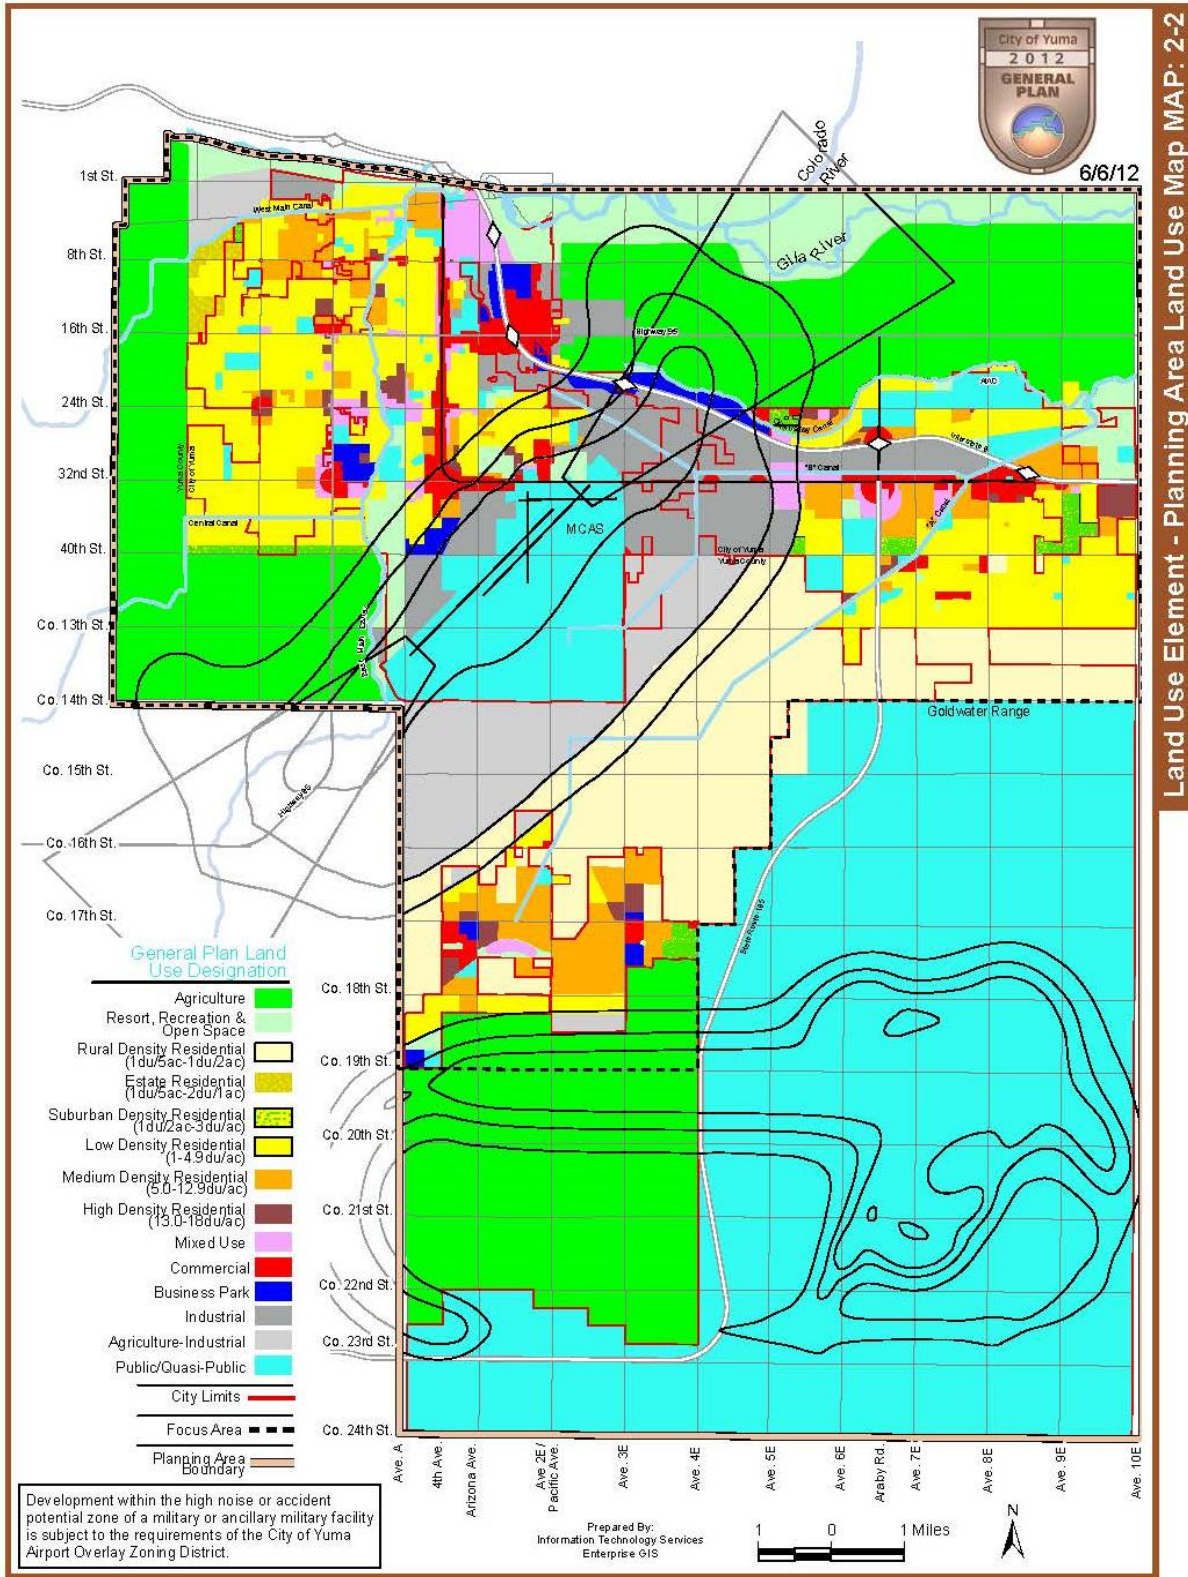 Land Use Element - Planning Area Land Use Map MAP: 2-2
City of Yuma
2012
GENERAL
PLAN
6/6/12
Colorado
River
Gila River
1st St.
West Main Canal
8th St.
16th St.
Highway 95
24th St.
Interstate 8
"B" Canal
32nd St.
Yuma County
City of Yuma
Central Canal
"A" Canal
MCAS
40th St.
City of Yuma
Yuma County
Co. 13th St.
Co. 14th St.
Goldwater Range
Co. 15th St.
Co. 16th St.
Co. 17th St.
State Route 195
General Plan Land
Use Designation
Agriculture
Resort, Recreation &
Open Space
Rural Density Residential
(1du/5ac-1du/2ac)
Estate Residential
(1du/5ac-2du/1ac)
Suburban Density Residential
(1du/2ac-3du/ac)
Low Density Residential
(1-4.9du/ac)
Medium Density Residential
(5.0-12.9du/ac)
High Density Residential
(13.0-18du/ac)
Mixed Use
Commercial
Business Park
Industrial
Agriculture-Industrial
Public/Quasi-Public
City Limits
Focus Area
Planning Area
Boundary
Co. 18th St.
Co. 19th St.
Co. 20th St.
Co. 21st St.
Co. 22nd St.
Co. 23rd St.
Co. 24th St.
Ave. A
4th Ave.
Arizona Ave.
Ave 2E/
Pacific Ave.
Ave. 3E
Ave. 4E
Ave. 5E
Ave. 6E
Araby Rd.
Ave. 7E
Ave. 8E
Ave. 9E
Ave. 10E
Development within the high noise or accident
potential zone of a military or ancillary military facility
is subject to the requirements of the City of Yuma
Airport Overlay Zoning District.
Prepared By:
Information Technology Services
Enterprise GIS
1 0 1 Miles
N